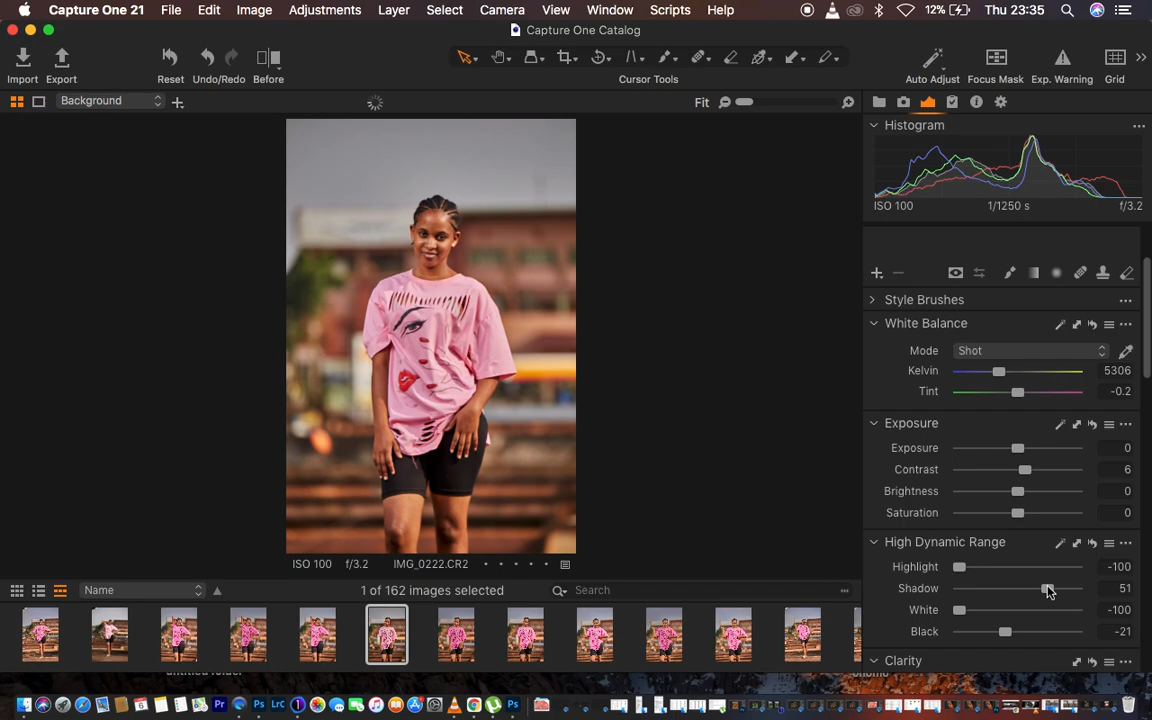 Capture One 21 File Edit Image Adjustments Layer Select Camera View Window Scripts Help 12% Thu 23:35
Capture One Catalog
Import Export Reset Undo/Redo Before Cursor Tools Auto Adjust Focus Mask Exp. Warning Grid
Background Fit
Histogram
ISO 100 1/1250 s f/3.2
Style Brushes
White Balance
Mode Shot
Kelvin 5306
Tint -0.2
Exposure
Exposure 0
Contrast 6
Brightness 0
Saturation 0
High Dynamic Range
Highlight -100
Shadow 51
White -100
Black -21
Clarity
ISO 100 f/3.2 IMG_0222.CR2
Name 1 of 162 images selected Search
untitled folder